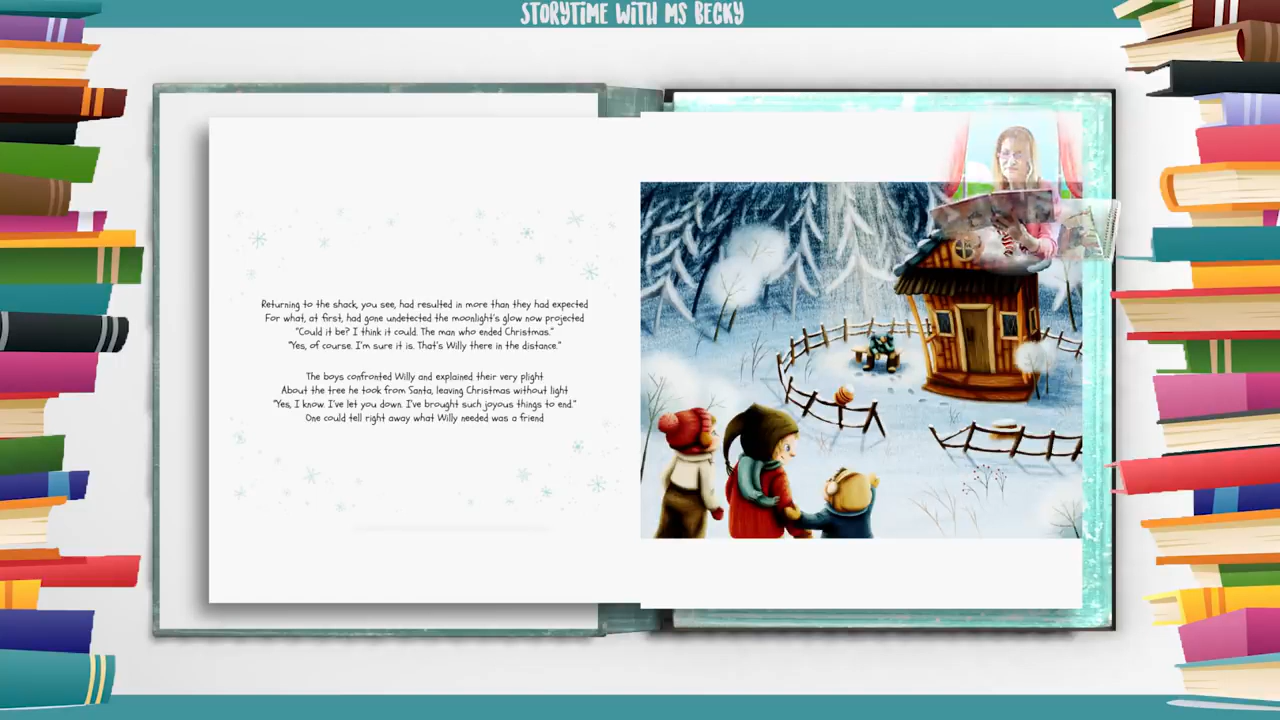 STORYTIME WITH MS BECKY
Returning to the shack, you see, had resulted in more than they had expected
For what, at first, had gone undetected the moonlight's glow now projected
"Could it be? I think it could. The man who ended Christmas."
"Yes, of course. I'm sure it is. That's Willy there in the distance."
The boys confronted Willy and explained their very plight
About the tree he took from Santa, leaving Christmas without light
"Yes, I know. I've let you down. I've brought such joyous things to end."
One could tell right away what Willy needed was a friend